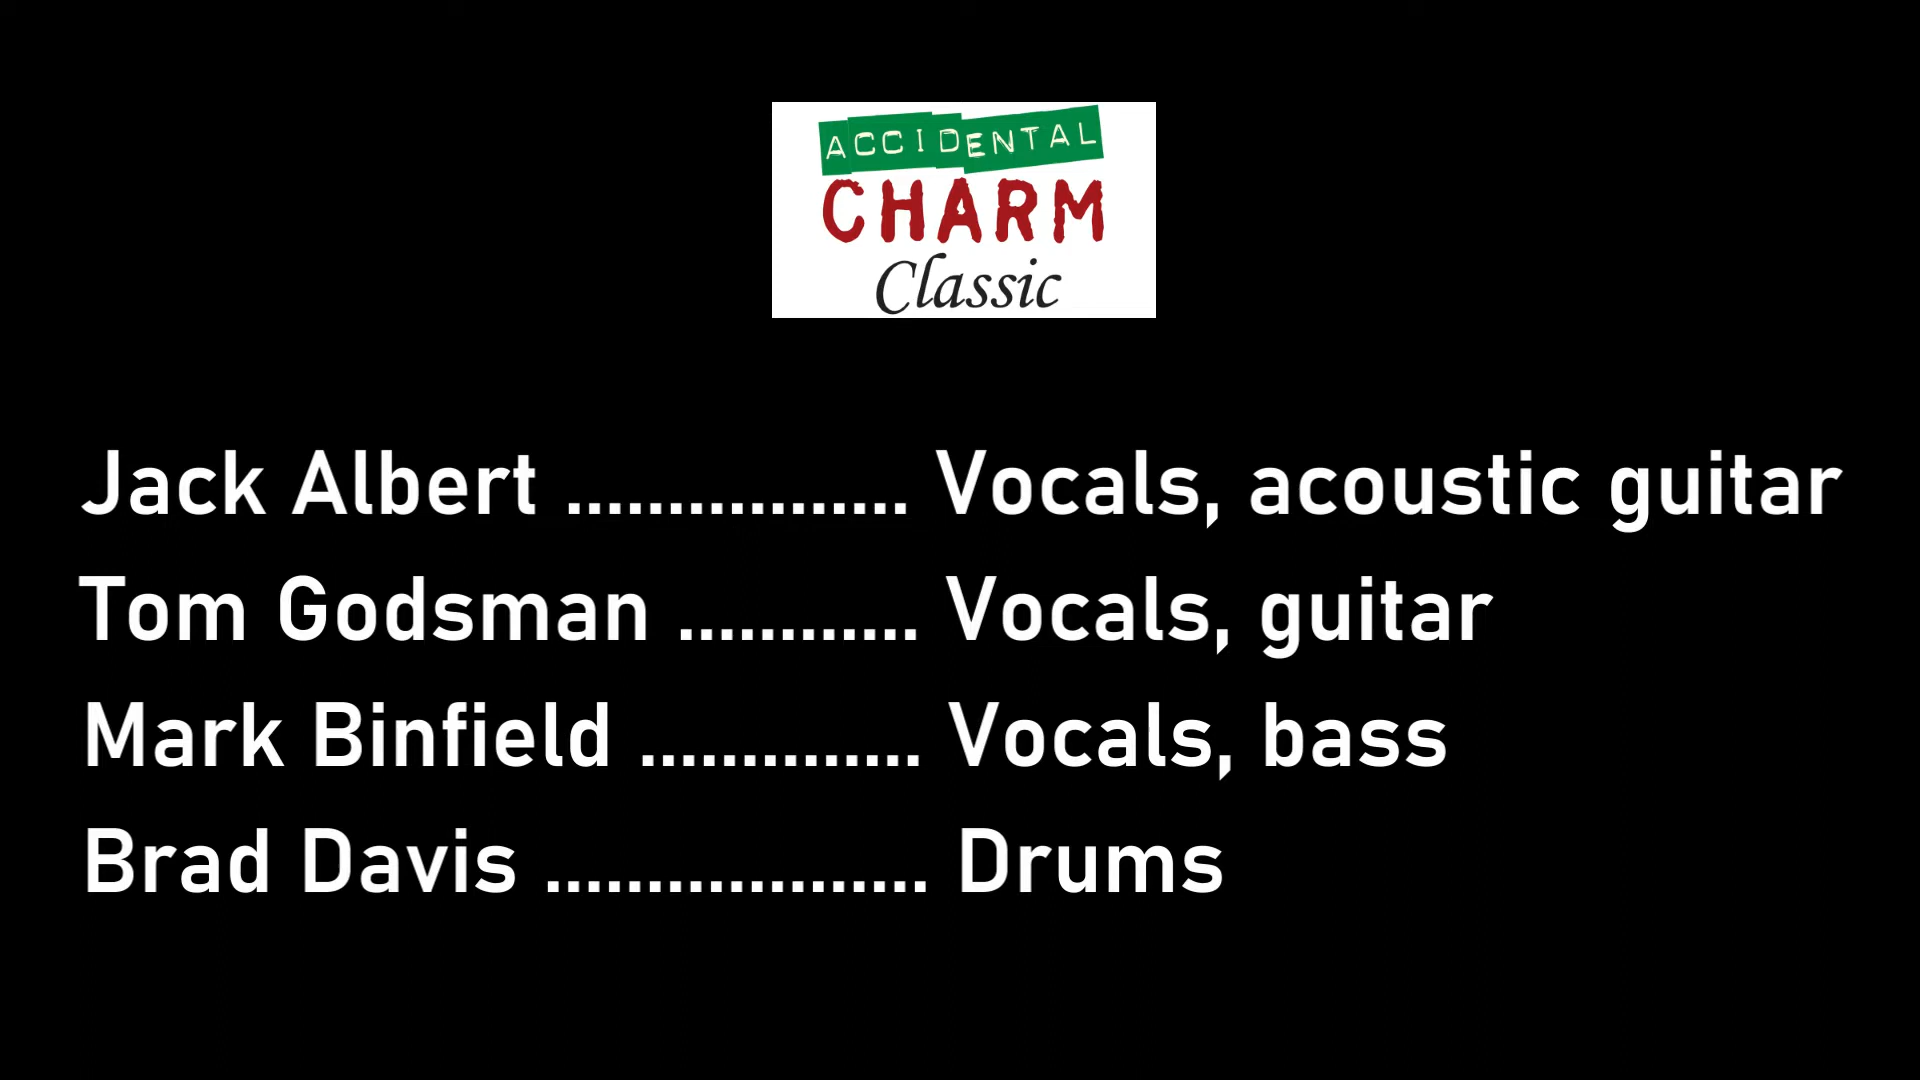 ACCIDENTAL
CHARM
Classic
Jack Albert ................. Vocals, acoustic guitar
Tom Godsman ............ Vocals, guitar
Mark Binfield .............. Vocals, bass
Brad Davis ................... Drums